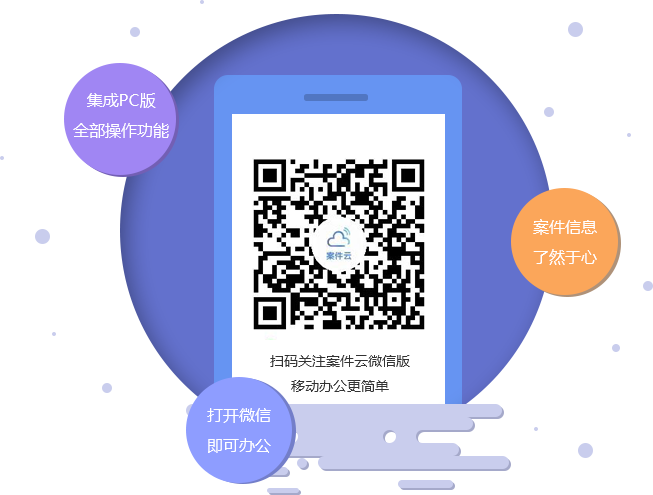 集成PC版
全部操作功能
案件信息
了然于心
案件云
扫码关注案件云微信版
移动办公更简单
打开微信
即可办公